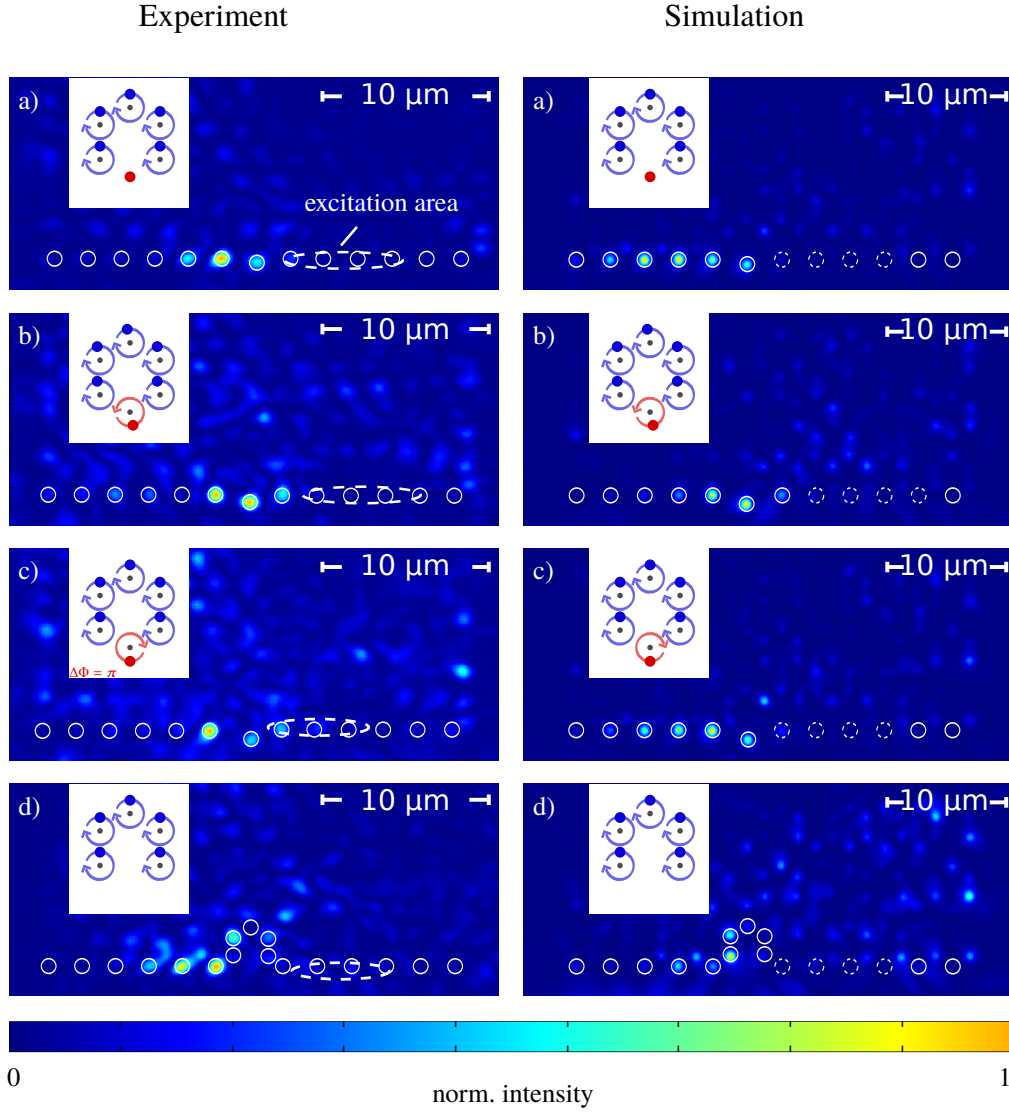 Experiment Simulation
a) 10 μm a) 10 μm
excitation area
b) 10 μm b) 10 μm
c) 10 μm c) 10 μm
ΔΦ = π
d) 10 μm d) 10 μm
0 1
norm. intensity